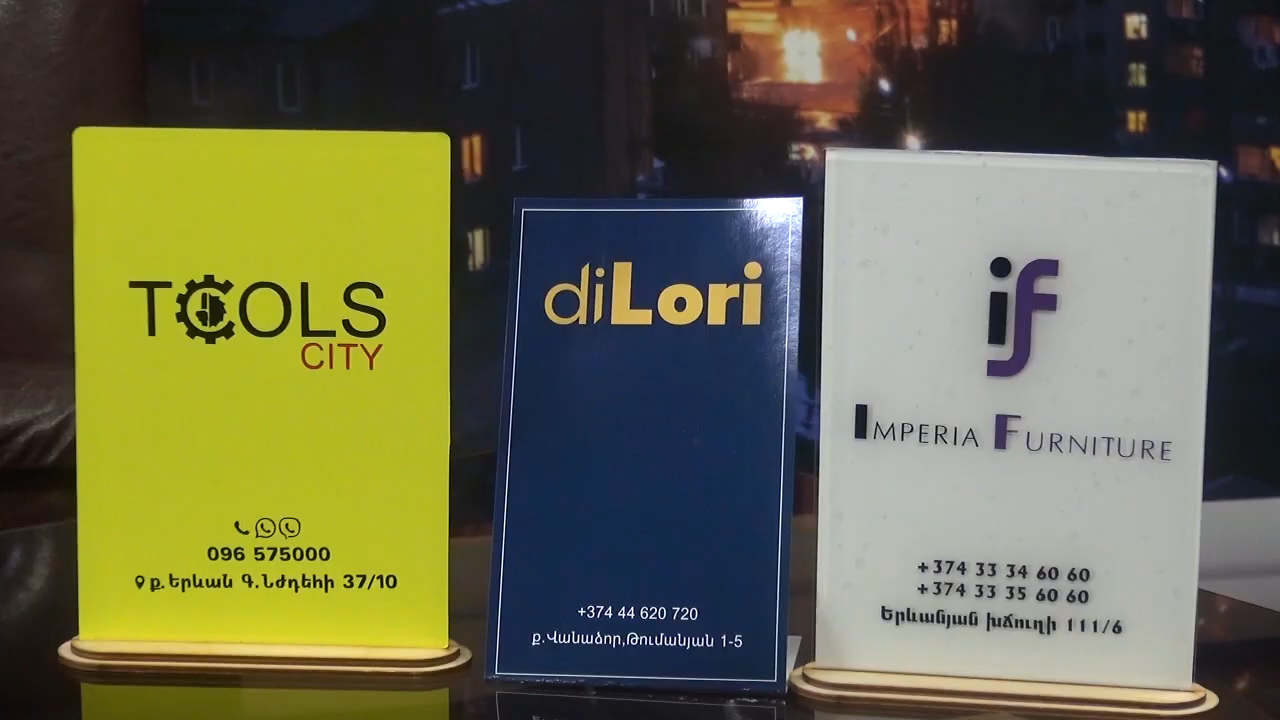 TOOLS
CITY
096 575000
ք. Երևան Գ. Նժդեհի 37/10
diLori
+374 44 620 720
ք.Վանաձոր,Թումանյան 1-5
if
IMPERIA FURNITURE
+374 33 34 60 60
+374 33 35 60 60
Երևանյան խճուղի 111/6